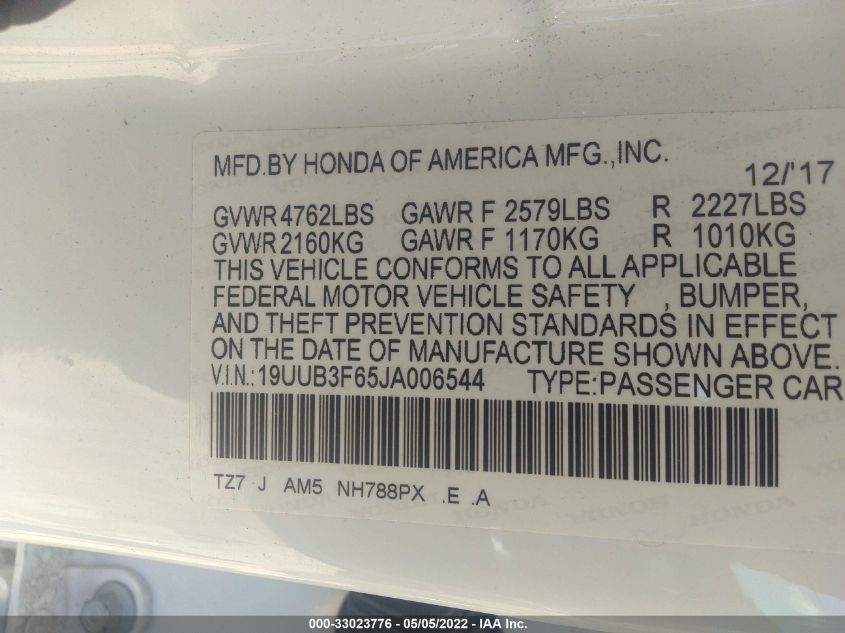 MFD.BY HONDA OF AMERICA MFG.,INC.
12/'17
GVWR 4762LBS GAWR F 2579LBS R 2227LBS
GVWR 2160KG GAWR F 1170KG R 1010KG
THIS VEHICLE CONFORMS TO ALL APPLICABLE
FEDERAL MOTOR VEHICLE SAFETY , BUMPER,
AND THEFT PREVENTION STANDARDS IN EFFECT
ON THE DATE OF MANUFACTURE SHOWN ABOVE.
V.I.N.:19UUB3F65JA006544 TYPE:PASSENGER CAR
TZ7 J AM5 NH788PX .E .A
HONDA HONDA
000-33023776 - 05/05/2022 - IAA Inc.